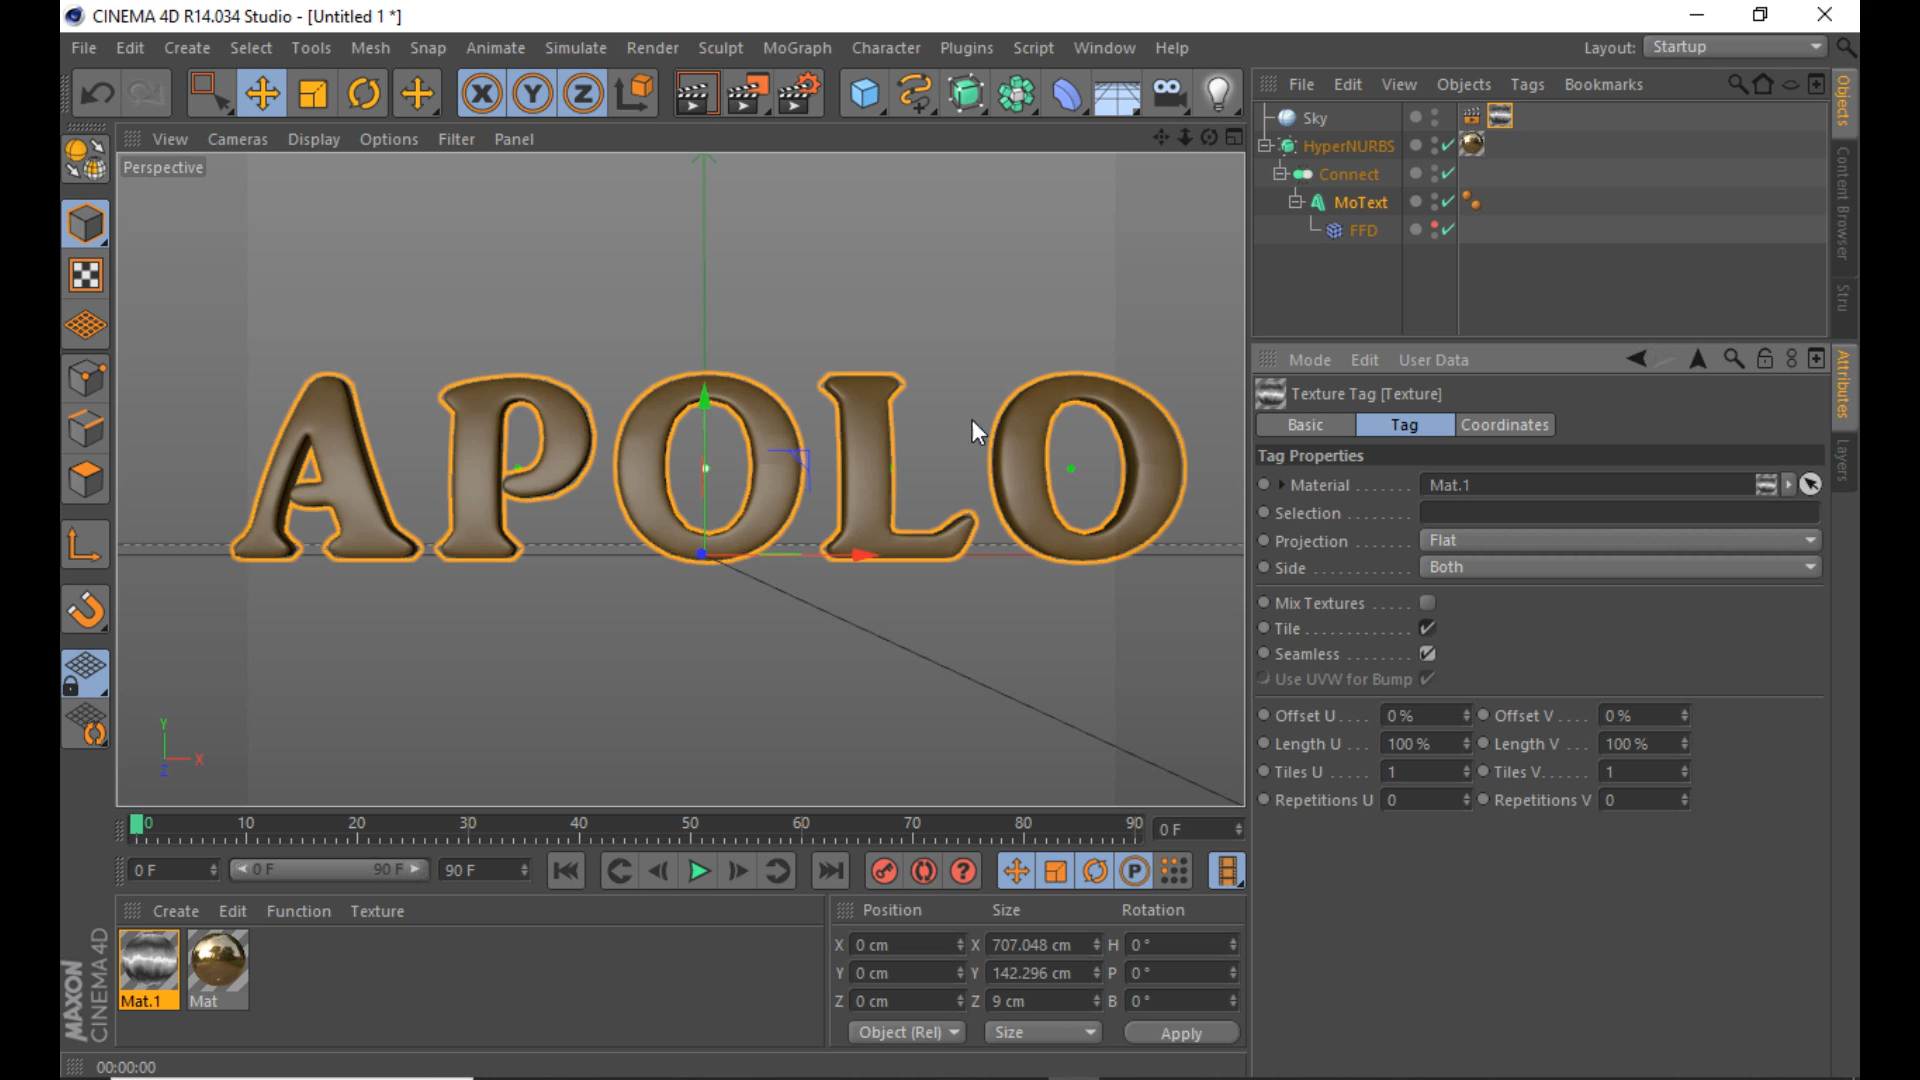 CINEMA 4D R14.034 Studio - [Untitled 1 *]
File Edit Create Select Tools Mesh Snap Animate Simulate Render Sculpt MoGraph Character Plugins Script Window Help Layout: Startup
X Y Z
File Edit View Objects Tags Bookmarks
Objects
Content Browser
Stru
View Cameras Display Options Filter Panel
Perspective
Sky
HyperNURBS
Connect
MoText
FFD
APOLO
Y
X
Z
Mode Edit User Data
Attributes
Layers
Texture Tag [Texture]
Basic Tag Coordinates
Tag Properties
Material ....... Mat.1
Selection ........
Projection ....... Flat
Side ............ Both
Mix Textures .....
Tile .............
Seamless ........
Use UVW for Bump
Offset U.... 0 % Offset V.... 0 %
Length U ... 100 % Length V ... 100 %
Tiles U ..... 1 Tiles V...... 1
Repetitions U 0 Repetitions V 0
0 10 20 30 40 50 60 70 80 90 0 F
0 F 0 F 90 F 90 F P
Create Edit Function Texture
Mat.1 Mat
Position Size Rotation
X 0 cm X 707.048 cm H 0 °
Y 0 cm Y 142.296 cm P 0 °
Z 0 cm Z 9 cm B 0 °
Object (Rel) Size Apply
MAXON
CINEMA 4D
00:00:00